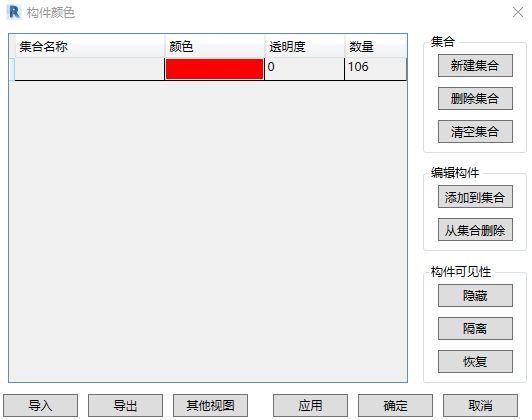 构件颜色
集合名称 颜色 透明度 数量
0 106
集合
新建集合
删除集合
清空集合
编辑构件
添加到集合
从集合删除
构件可见性
隐藏
隔离
恢复
导入 导出 其他视图 应用 确定 取消